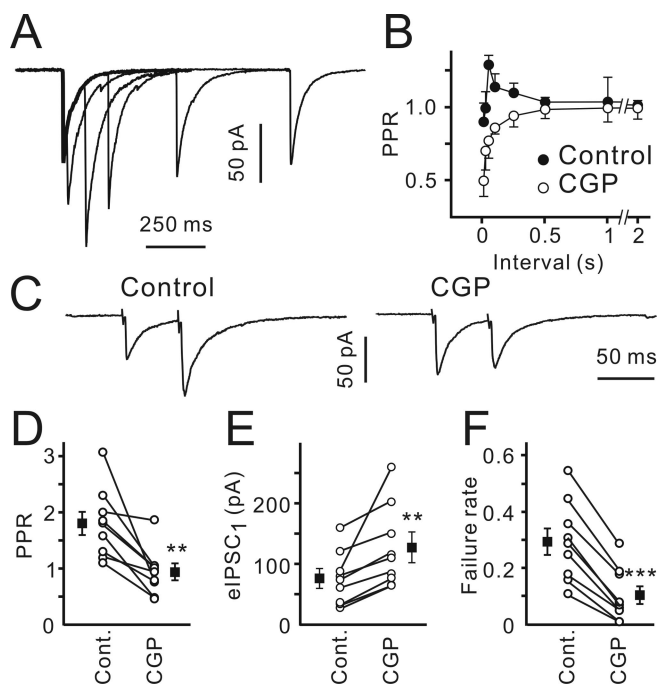 A
50 pA
250 ms
B
PPR
1.0
0.5
Control
CGP
0 0.5 1 2
Interval (s)
C
Control
CGP
50 pA
50 ms
D
PPR
3
2
1
0
Cont.
CGP
**
E
eIPSC1 (pA)
200
100
0
Cont.
CGP
**
F
Failure rate
0.6
0.4
0.2
0
Cont.
CGP
***